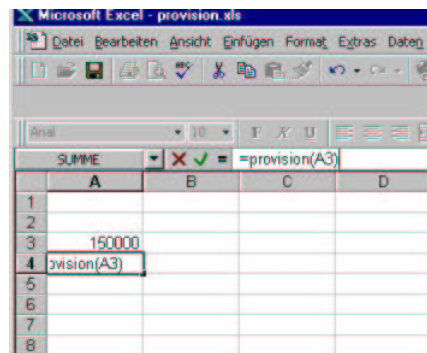 Microsoft Excel - provision.xls
Datei Bearbeiten Ansicht Einfügen Format Extras Daten
ABC
Arial 10 F K U
SUMME = =provision(A3)
A B C D
1
2
3 150000
4 ovision(A3)
5
6
7
8